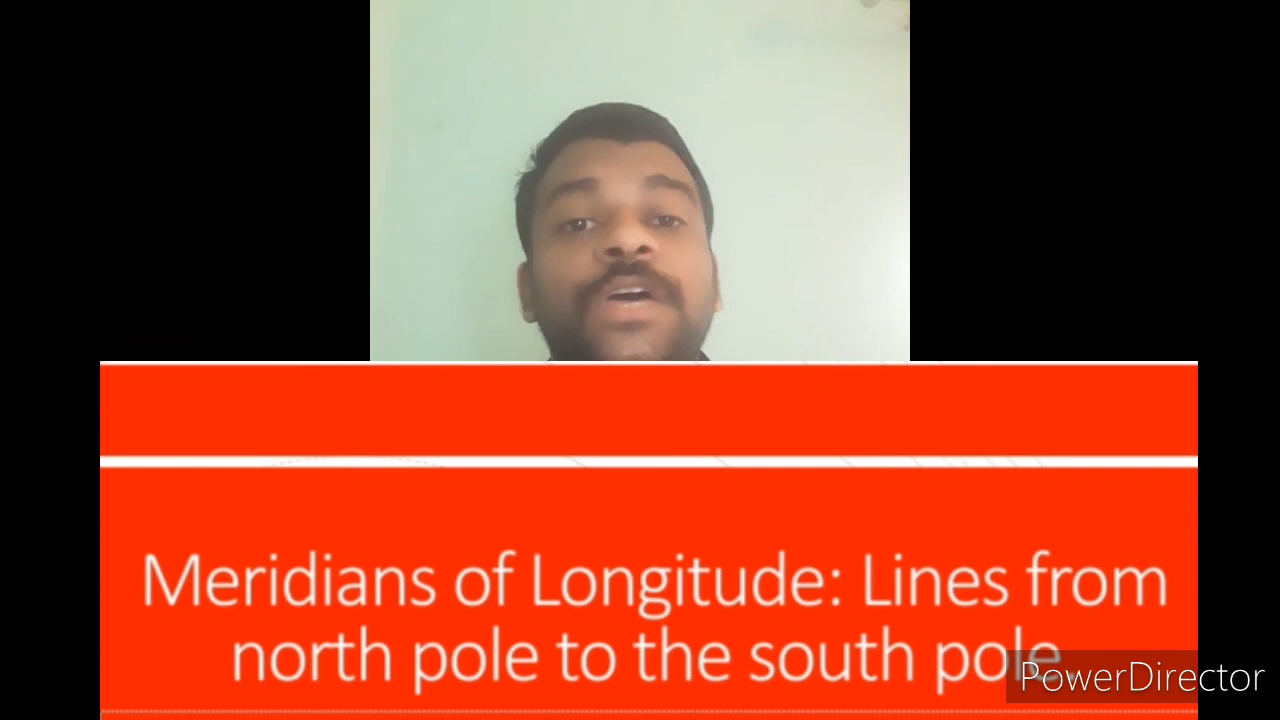 Meridians of Longitude: Lines from
north pole to the south pole.
PowerDirector